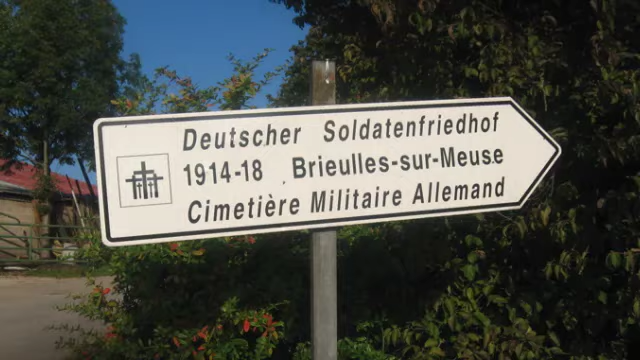 Deutscher Soldatenfriedhof
1914-18 Brieulles-sur-Meuse
Cimetière Militaire Allemand